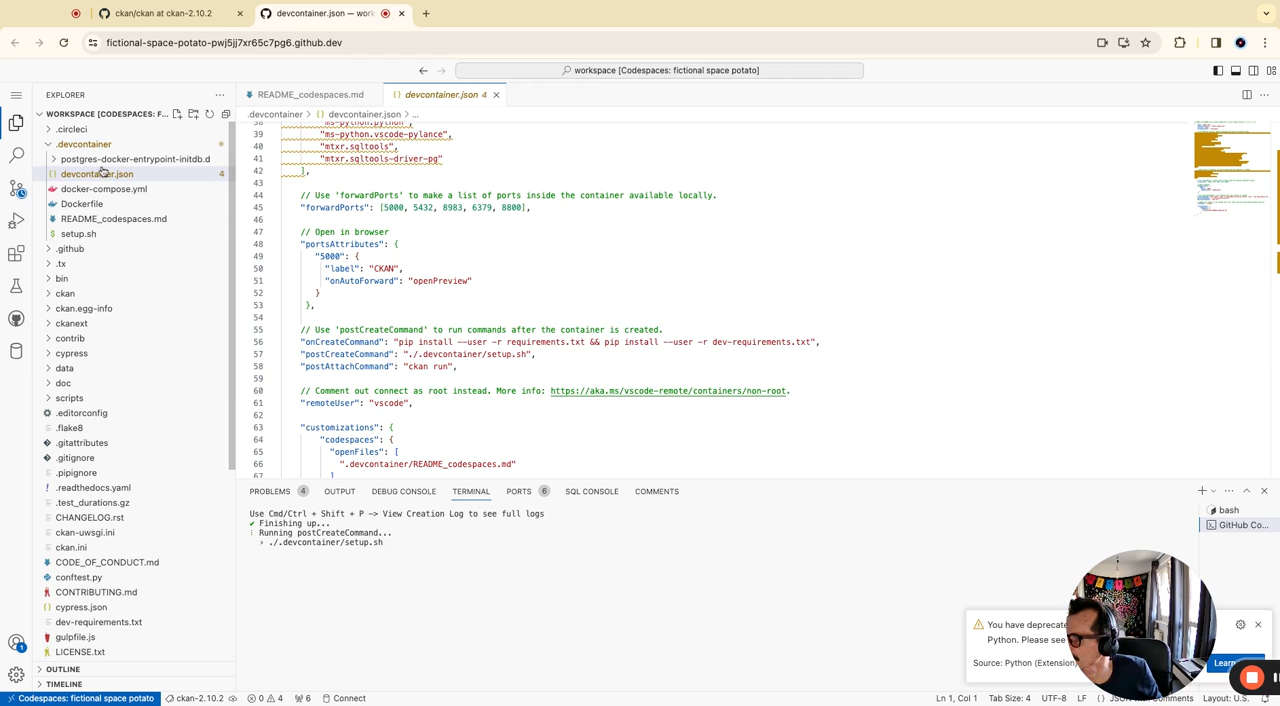 ckan/ckan at ckan-2.10.2
devcontainer.json — work
fictional-space-potato-pwj5jj7xr65c7pg6.github.dev
workspace [Codespaces: fictional space potato]
EXPLORER
README_codespaces.md
devcontainer.json 4
WORKSPACE [CODESPACES: F...
.devcontainer > {} devcontainer.json > ...
.circleci
.devcontainer
postgres-docker-entrypoint-initdb.d
devcontainer.json 4
docker-compose.yml
Dockerfile
README_codespaces.md
setup.sh
.github
.tx
bin
ckan
ckan.egg-info
ckanext
contrib
cypress
data
doc
scripts
.editorconfig
.flake8
.gitattributes
.gitignore
.pipignore
.readthedocs.yaml
.test_durations.gz
CHANGELOG.rst
ckan-uwsgi.ini
ckan.ini
CODE_OF_CONDUCT.md
conftest.py
CONTRIBUTING.md
cypress.json
dev-requirements.txt
gulpfile.js
LICENSE.txt
OUTLINE
TIMELINE
38 "ms-python.python",
39 "ms-python.vscode-pylance",
40 "mtxr.sqltools",
41 "mtxr.sqltools-driver-pg"
42 ],
43
44 // Use 'forwardPorts' to make a list of ports inside the container available locally.
45 "forwardPorts": [5000, 5432, 8983, 6379, 8800],
46
47 // Open in browser
48 "portsAttributes": {
49 "5000": {
50 "label": "CKAN",
51 "onAutoForward": "openPreview"
52 }
53 },
54
55 // Use 'postCreateCommand' to run commands after the container is created.
56 "onCreateCommand": "pip install --user -r requirements.txt && pip install --user -r dev-requirements.txt",
57 "postCreateCommand": "./.devcontainer/setup.sh",
58 "postAttachCommand": "ckan run",
59
60 // Comment out connect as root instead. More info: https://aka.ms/vscode-remote/containers/non-root.
61 "remoteUser": "vscode",
62
63 "customizations": {
64 "codespaces": {
65 "openFiles": [
66 ".devcontainer/README_codespaces.md"
67 ]
PROBLEMS 4 OUTPUT DEBUG CONSOLE TERMINAL PORTS 6 SQL CONSOLE COMMENTS
Use Cmd/Ctrl + Shift + P -> View Creation Log to see full logs
✔ Finishing up...
⠸ Running postCreateCommand...
› ./.devcontainer/setup.sh
bash
GitHub Co...
You have deprecate
Python. Please see
Source: Python (Extension)
Learn
Codespaces: fictional space potato
ckan-2.10.2
0 4
6
Connect
Ln 1, Col 1
Tab Size: 4
UTF-8
LF
{} JSON with Comments
Layout: U.S.